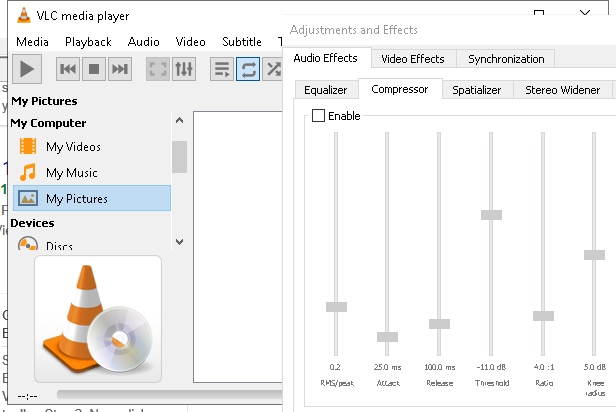 VLC media player
Media Playback Audio Video Subtitle T
My Pictures
My Computer
My Videos
My Music
My Pictures
Devices
Discs
--:--
Adjustments and Effects
Audio Effects Video Effects Synchronization
Equalizer Compressor Spatializer Stereo Widener
Enable
0.2 25.0 ms 100.0 ms -11.0 dB 4.0 :1 5.0 dB
RMS/peak Attack Release Threshold Ratio Knee
radius